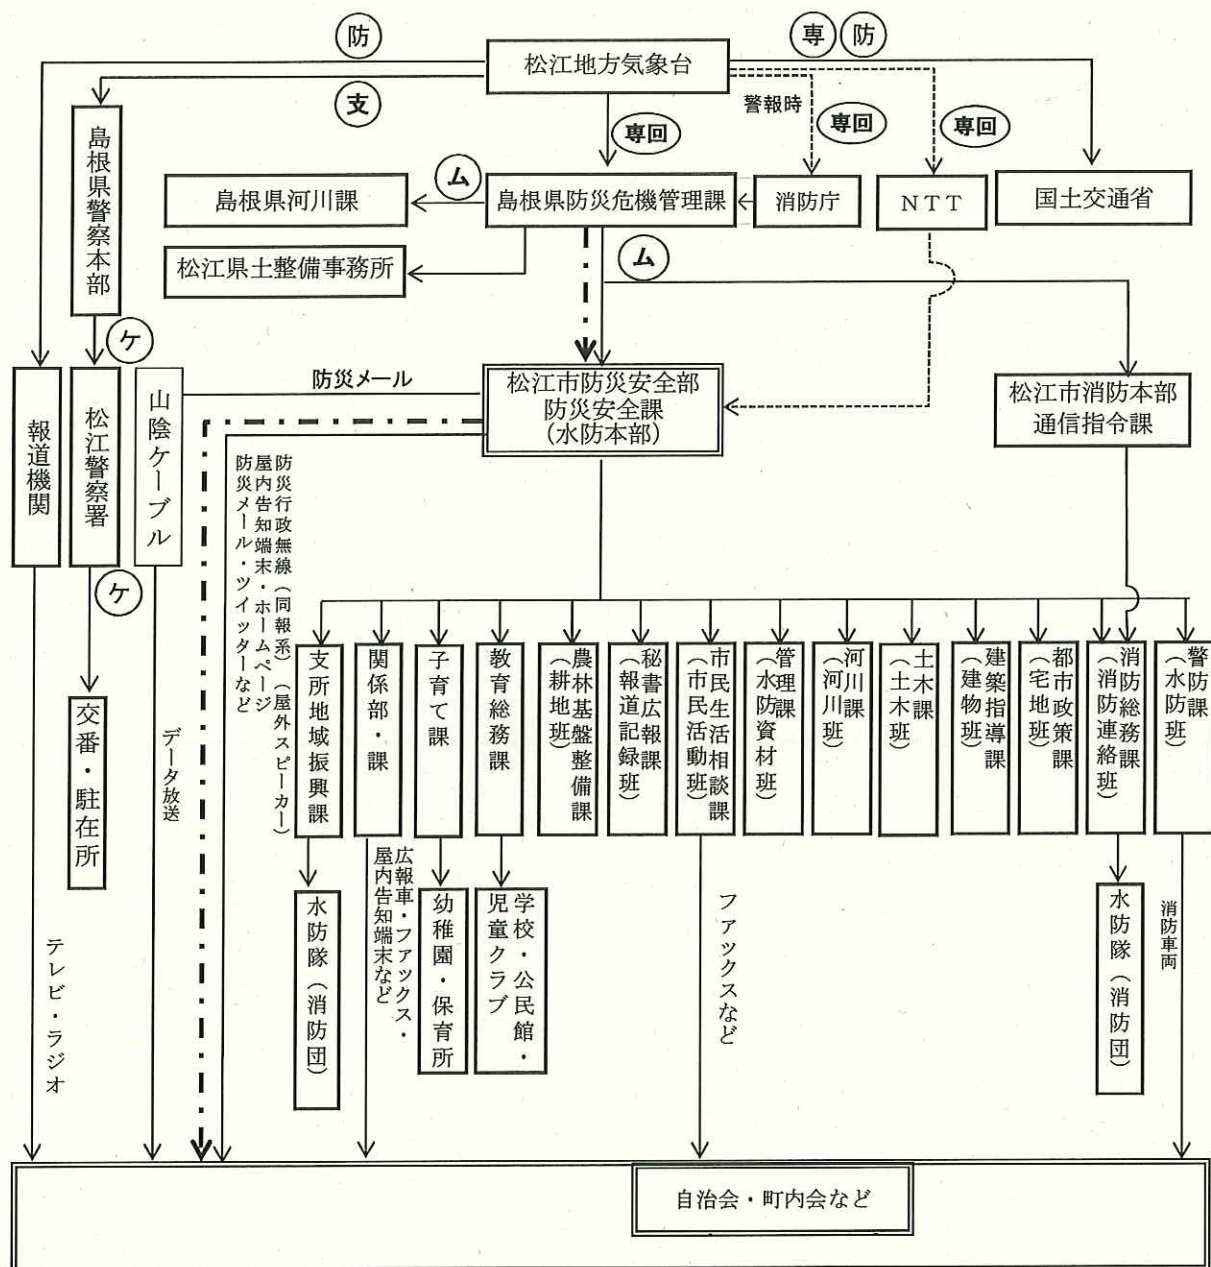 防
専
防
松江地方気象台
支
警報時
専回
専回
専回
島根県警察本部
ム
島根県河川課
島根県防災危機管理課
消防庁
ＮＴＴ
国土交通省
松江県土整備事務所
ム
ケ
報道機関
松江警察署
山陰ケーブル
防災メール
松江市防災安全部
防災安全課
（水防本部）
松江市消防本部
通信指令課
防災行政無線（同報系）（屋外スピーカー）
屋内告知端末・ホームページ
防災メール・ツイッターなど
ケ
交番・駐在所
データ放送
テレビ・ラジオ
支所地域振興課
関係部・課
子育て課
教育総務課
農林基盤整備課
（耕地班）
秘書広報課
（報道記録班）
市民生活相談課
（市民活動班）
管理課
（水防資材班）
河川課
（河川班）
土木課
（土木班）
建築指導課
（建物班）
都市政策課
（宅地班）
消防総務課
（消防連絡班）
警防課
（水防班）
水防隊（消防団）
広報車・ファックス・
屋内告知端末など
幼稚園・保育所
学校・公民館・
児童クラブ
ファックスなど
水防隊（消防団）
消防車両
自治会・町内会など